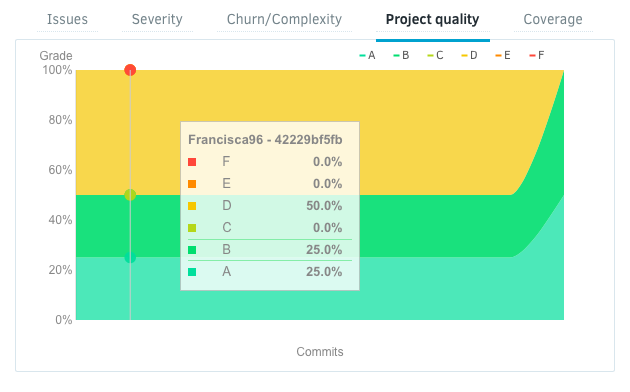 Issues Severity Churn/Complexity Project quality Coverage
Grade A B C D E F
100%
80%
60%
40%
20%
0%
Francisca96 - 42229bf5fb
F 0.0%
E 0.0%
D 50.0%
C 0.0%
B 25.0%
A 25.0%
Commits